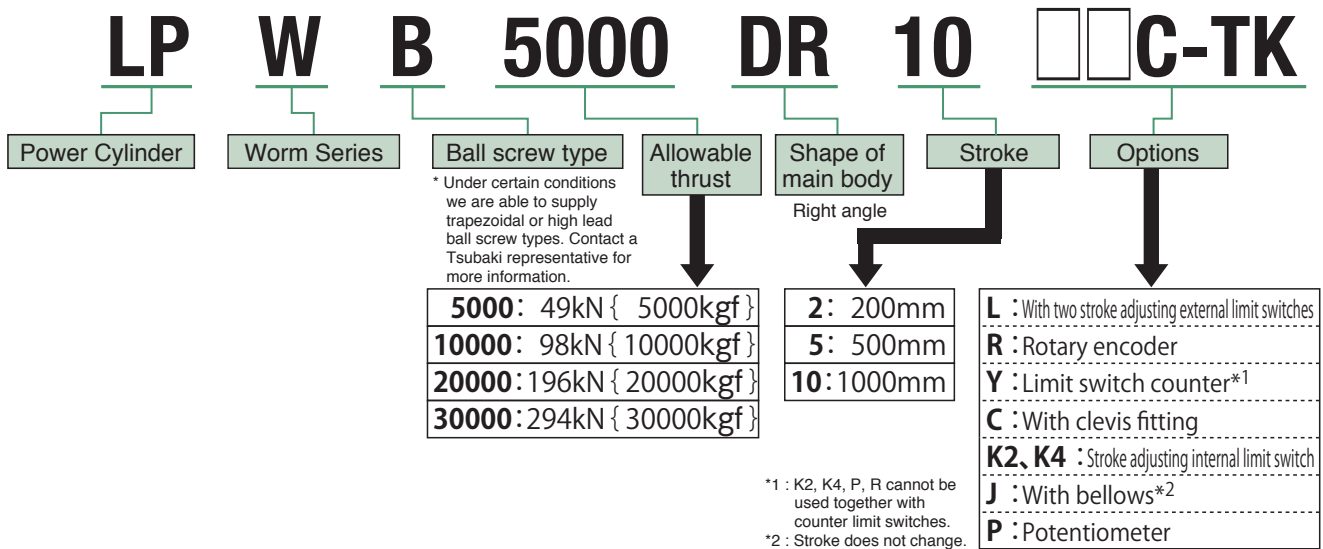 LP W B 5000 DR 10 □□C-TK
Power Cylinder
Worm Series
Ball screw type
Allowable
thrust
Shape of
main body
Stroke
Options
* Under certain conditions
we are able to supply
trapezoidal or high lead
ball screw types. Contact a
Tsubaki representative for
more information.
Right angle
5000: 49kN { 5000kgf }
10000: 98kN { 10000kgf }
20000:196kN { 20000kgf }
30000:294kN { 30000kgf }
2: 200mm
5: 500mm
10:1000mm
L :With two stroke adjusting external limit switches
R :Rotary encoder
Y :Limit switch counter*1
C :With clevis fitting
K2、K4 :Stroke adjusting internal limit switch
J :With bellows*2
P :Potentiometer
*1 : K2, K4, P, R cannot be
used together with
counter limit switches.
*2 : Stroke does not change.